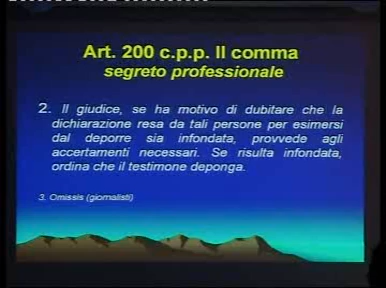 Art. 200 c.p.p. II comma
segreto professionale
2. Il giudice, se ha motivo di dubitare che la
dichiarazione resa da tali persone per esimersi
dal deporre sia infondata, provvede agli
accertamenti necessari. Se risulta infondata,
ordina che il testimone deponga.
3. Omissis (giornalisti)